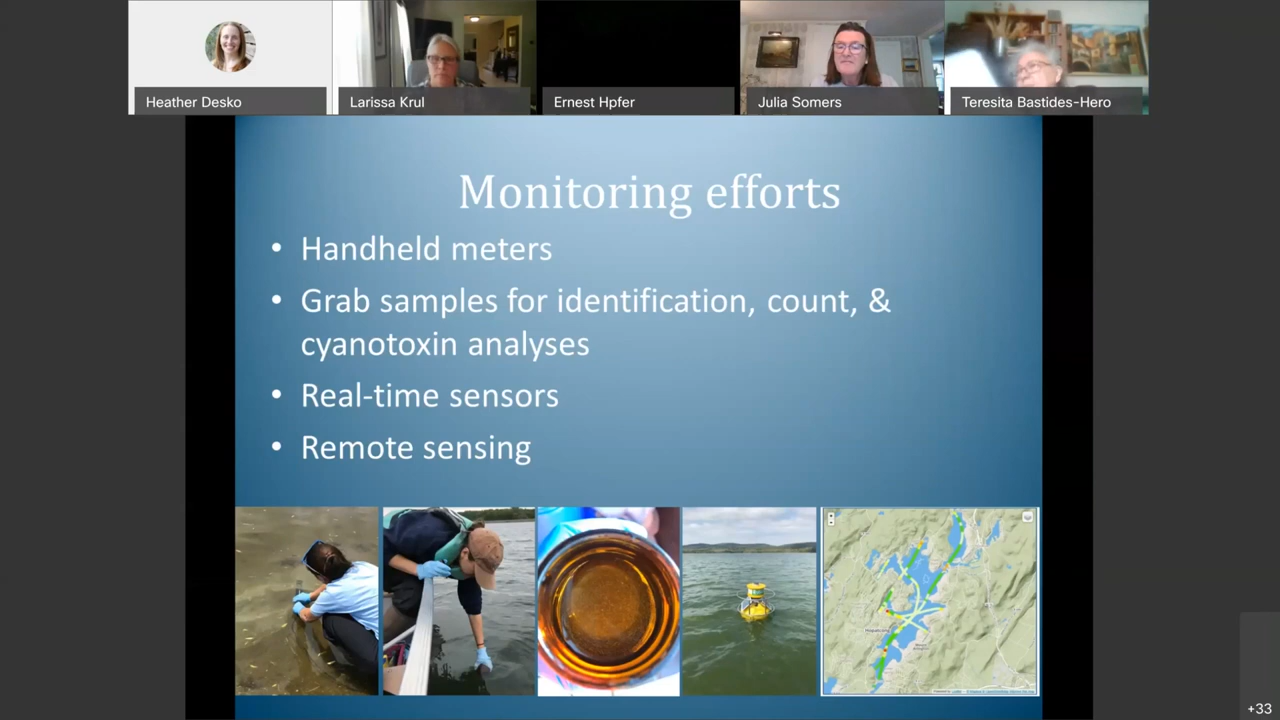 Heather Desko
Larissa Krul
Ernest Hpfer
Julia Somers
Teresita Bastides-Hero
Monitoring efforts
• Handheld meters
• Grab samples for identification, count, &
cyanotoxin analyses
• Real-time sensors
• Remote sensing
+33